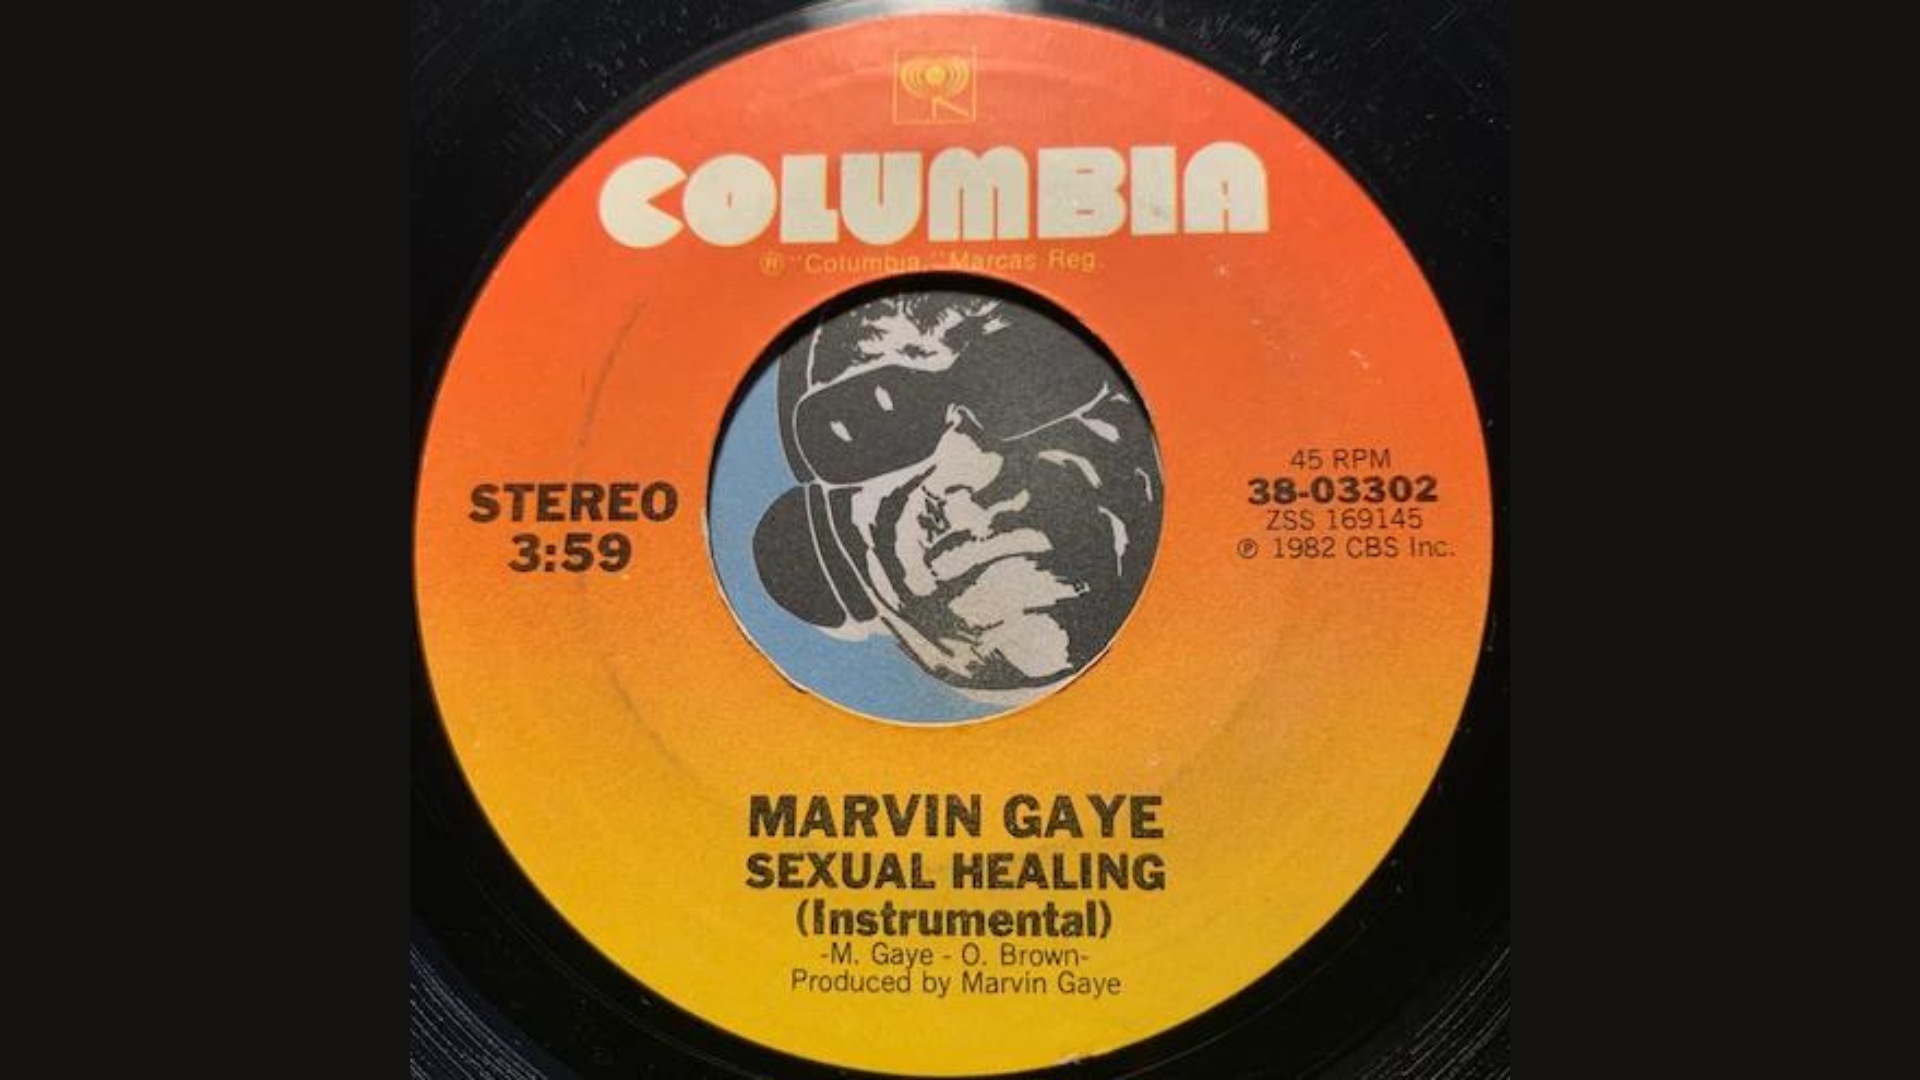 COLUMBIA
® "Columbia," Marcas Reg.
STEREO
3:59
45 RPM
38-03302
ZSS 169145
℗ 1982 CBS Inc.
MARVIN GAYE
SEXUAL HEALING
(Instrumental)
-M. Gaye - O. Brown-
Produced by Marvin Gaye